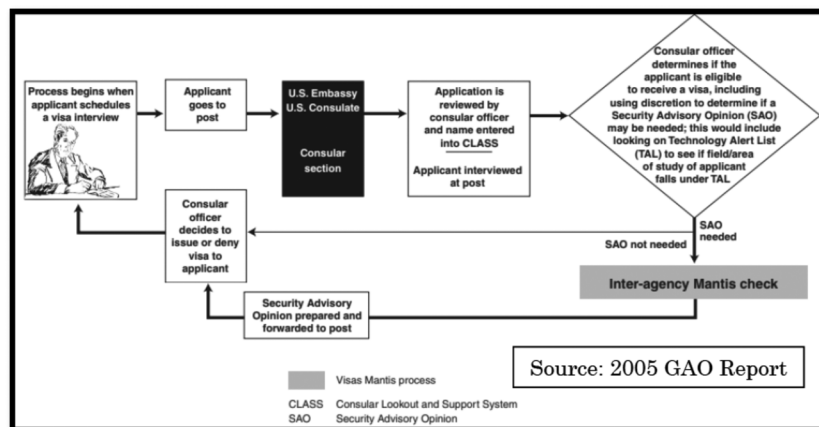 Process begins when
applicant schedules
a visa interview
Applicant
goes to
post
U.S. Embassy
U.S. Consulate
Consular
section
Application is
reviewed by
consular officer
and name entered
into CLASS
Applicant interviewed
at post
Consular officer
determines if the
applicant is eligible
to receive a visa, including
using discretion to determine if a
Security Advisory Opinion (SAO)
may be needed; this would include
looking on Technology Alert List
(TAL) to see if field/area
of study of applicant
falls under TAL
SAO not needed
SAO
needed
Inter-agency Mantis check
Security Advisory
Opinion prepared and
forwarded to post
Consular
officer
decides to
issue or deny
visa to
applicant
Source: 2005 GAO Report
Visas Mantis process
CLASS Consular Lookout and Support System
SAO Security Advisory Opinion